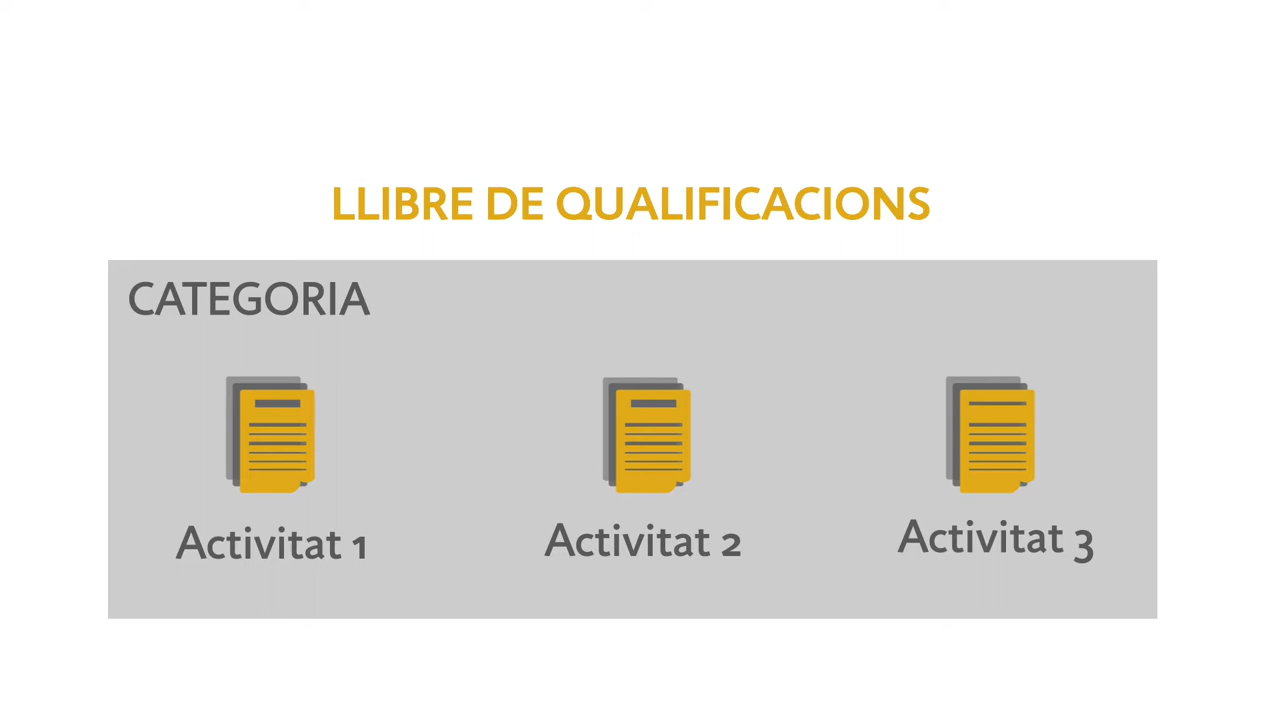 LLIBRE DE QUALIFICACIONS
CATEGORIA
Activitat 1
Activitat 2
Activitat 3